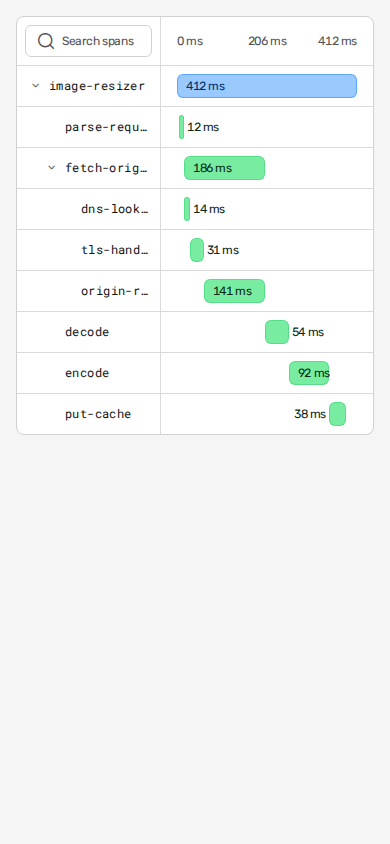 Search spans 0 ms 206 ms 412 ms
image-resizer 412 ms
parse-requ… 12 ms
fetch-orig… 186 ms
dns-look… 14 ms
tls-hand… 31 ms
origin-r… 141 ms
decode 54 ms
encode 92 ms
put-cache 38 ms